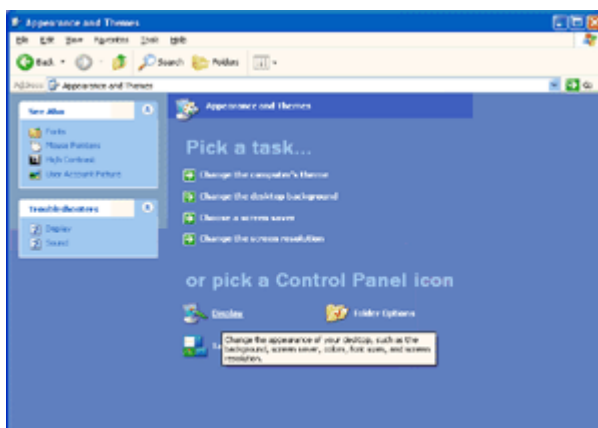 Appearance and Themes
File Edit View Favorites Tools Help
Back Search Folders
Address Appearance and Themes Go
See Also
Fonts
Mouse Pointers
High Contrast
User Account Picture
Troubleshooters
Display
Sound
Appearance and Themes
Pick a task...
Change the computer's theme
Change the desktop background
Choose a screen saver
Change the screen resolution
or pick a Control Panel icon
Display Folder Options
Change the appearance of your desktop, such as the
background, screen saver, colors, font sizes, and screen
resolution.